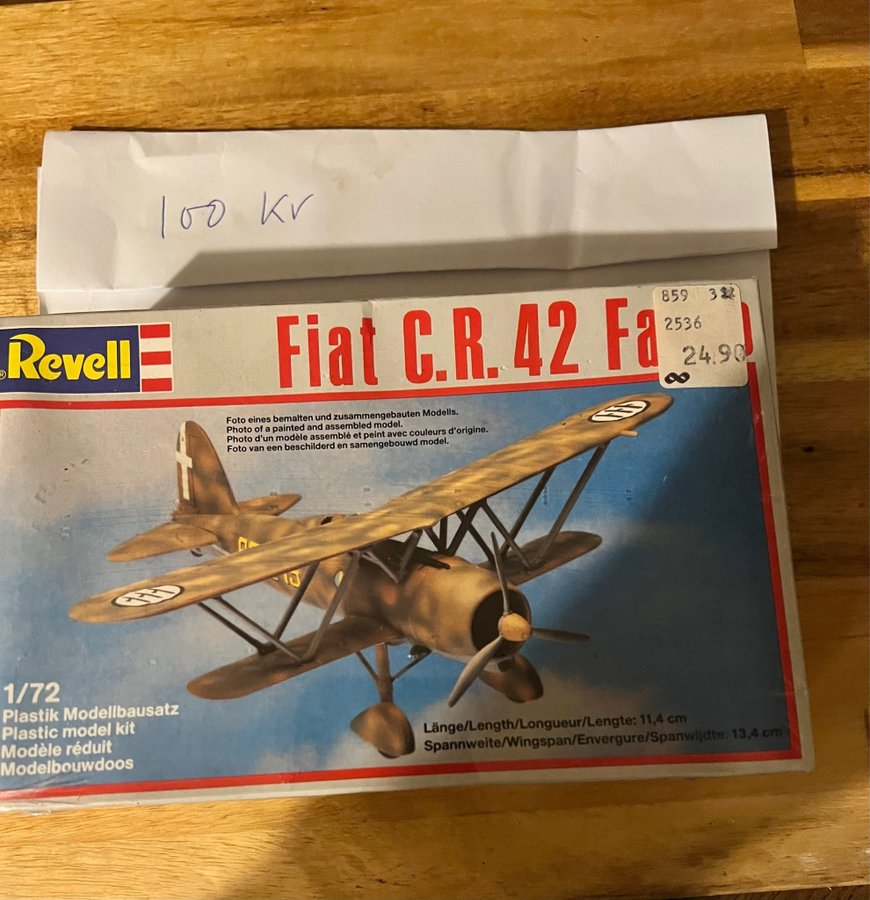 100 Kr
859 3
2536
24.90
Revell
Fiat C.R. 42 Fa
Foto eines bemalten und zusammengebauten Modells.
Photo of a painted and assembled model.
Photo d'un modèle assemblé et peint avec couleurs d'origine.
Foto van een beschilderd en samengebouwd model.
1/72
Plastik Modellbausatz
Plastic model kit
Modèle réduit
Modelbouwdoos
Länge/Length/Longueur/Lengte: 11,4 cm
Spannweite/Wingspan/Envergure/Spanwijdte: 13,4 cm